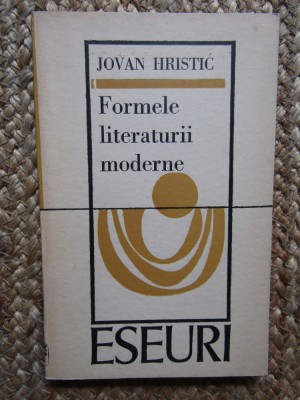 JOVAN HRISTIĆ
Formele
literaturii
moderne
ESEURI